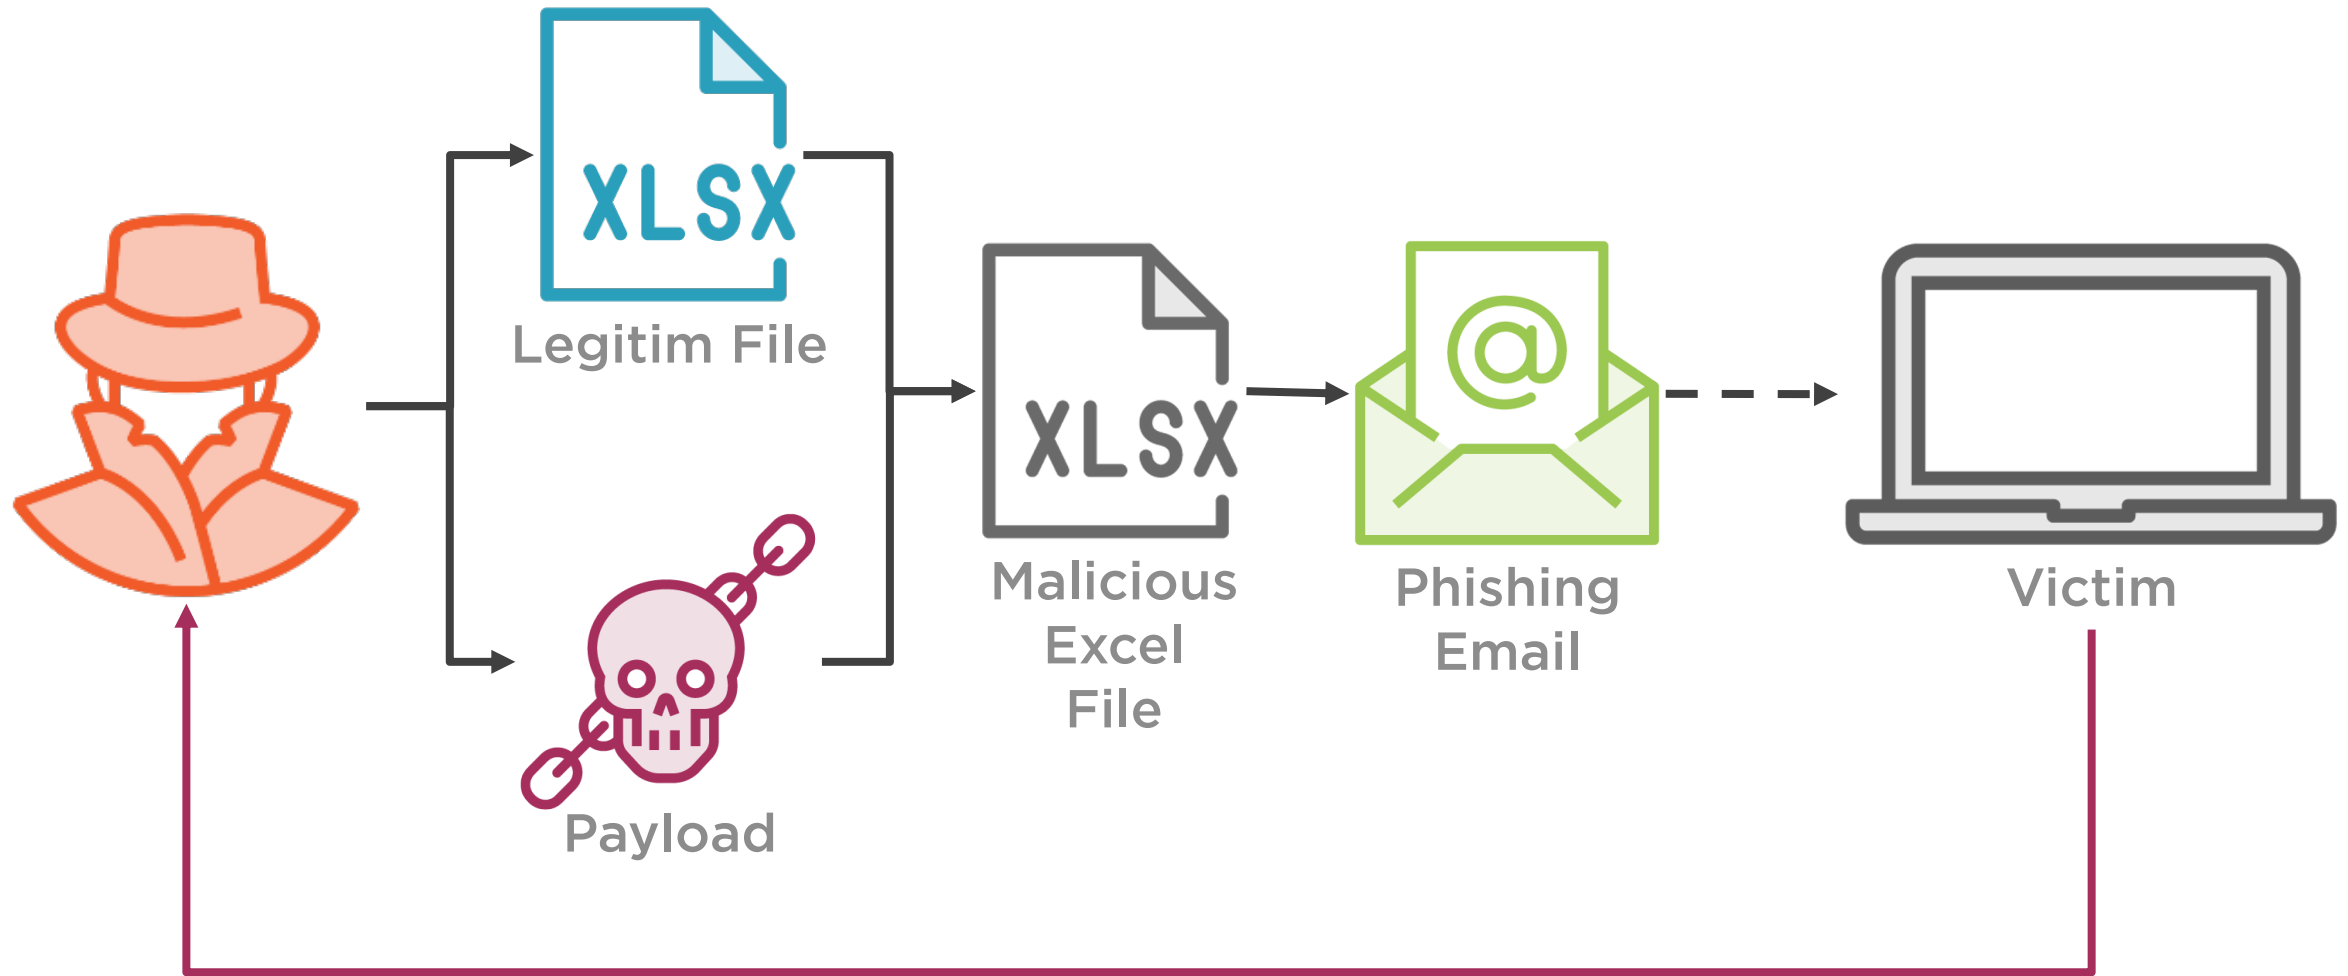 XLSX
Legitim File
Payload
XLSX
Malicious
Excel
File
Phishing
Email
Victim